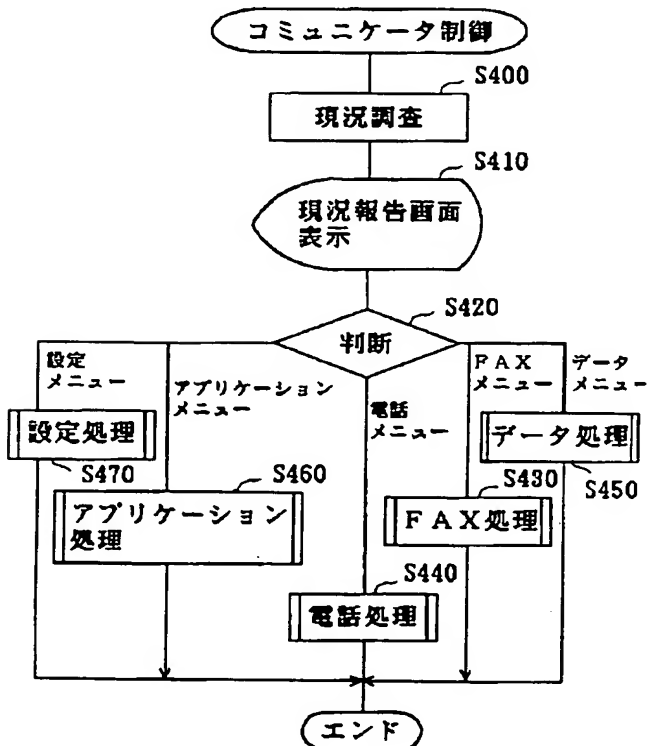 コミュニケータ制御
S400
現況調査
S410
現況報告画面
表示
S420
判断
設定
メニュー
アプリケーション
メニュー
電話
メニュー
FAX
メニュー
データ
メニュー
設定処理
S470
データ処理
S450
S460
アプリケーション
処理
S430
FAX処理
S440
電話処理
エンド